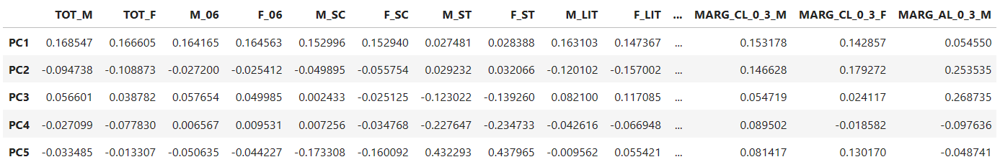 TOT_M TOT_F M_06 F_06 M_SC F_SC M_ST F_ST M_LIT F_LIT ... MARG_CL_0_3_M MARG_CL_0_3_F MARG_AL_0_3_M
PC1 0.168547 0.166605 0.164165 0.164563 0.152996 0.152940 0.027481 0.028388 0.163103 0.147367 ... 0.153178 0.142857 0.054550
PC2 -0.094738 -0.108873 -0.027200 -0.025412 -0.049895 -0.055754 0.029232 0.032066 -0.120102 -0.157002 ... 0.146628 0.179272 0.253535
PC3 0.056601 0.038782 0.057654 0.049985 0.002433 -0.025125 -0.123022 -0.139260 0.082100 0.117085 ... 0.054719 0.024117 0.268735
PC4 -0.027099 -0.077830 0.006567 0.009531 0.007256 -0.034768 -0.227647 -0.234733 -0.042616 -0.066948 ... 0.089502 -0.018582 -0.097636
PC5 -0.033485 -0.013307 -0.050635 -0.044227 -0.173308 -0.160092 0.432293 0.437965 -0.009562 0.055421 ... 0.081417 0.130170 -0.048741